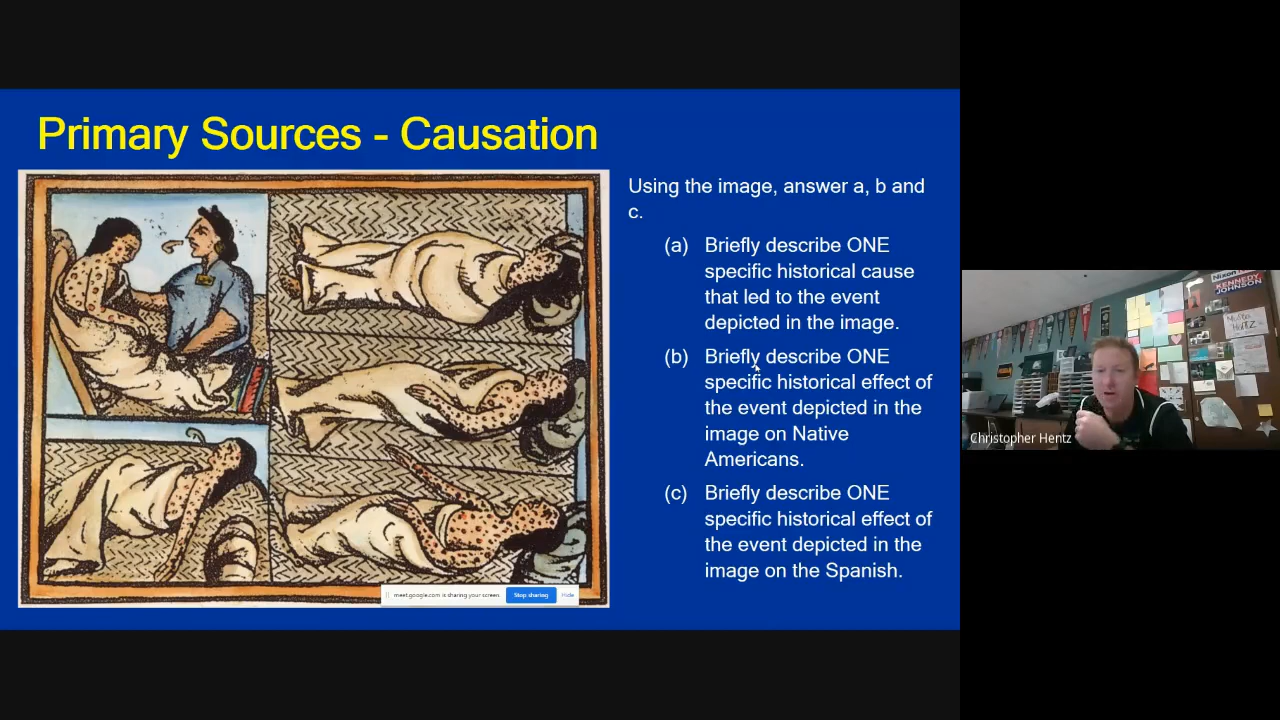 Primary Sources - Causation
Using the image, answer a, b and
c.
(a) Briefly describe ONE
specific historical cause
that led to the event
depicted in the image.
(b) Briefly describe ONE
specific historical effect of
the event depicted in the
image on Native
Americans.
(c) Briefly describe ONE
specific historical effect of
the event depicted in the
image on the Spanish.
meet.google.com is sharing your screen.
Stop sharing
Hide
Christopher Hentz
Nixon
KENNEDY
JOHNSON